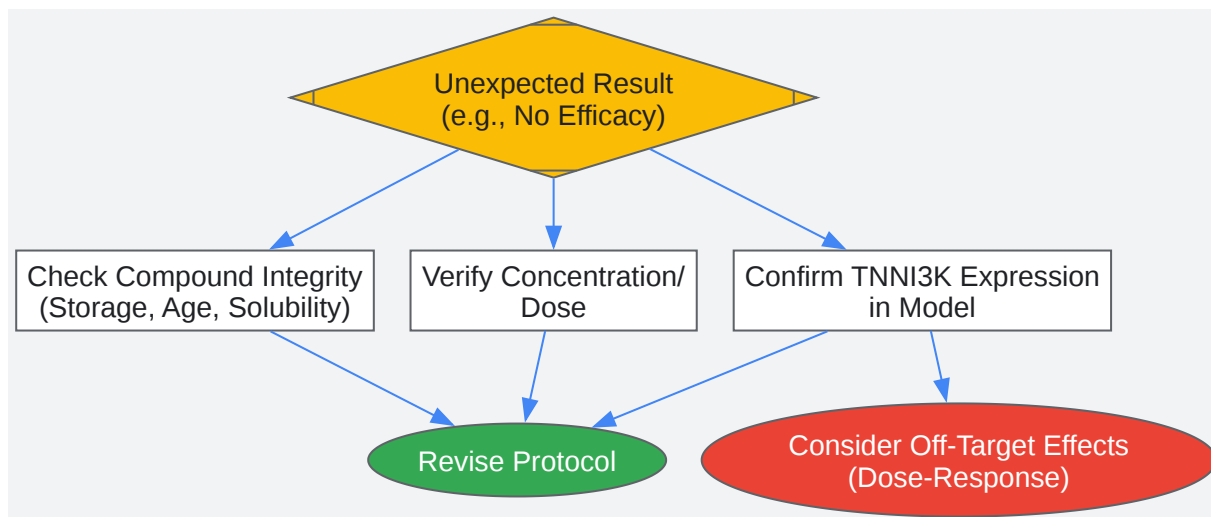 Unexpected Result
(e.g., No Efficacy)
Check Compound Integrity
(Storage, Age, Solubility)
Verify Concentration/
Dose
Confirm TNNI3K Expression
in Model
Revise Protocol
Consider Off-Target Effects
(Dose-Response)